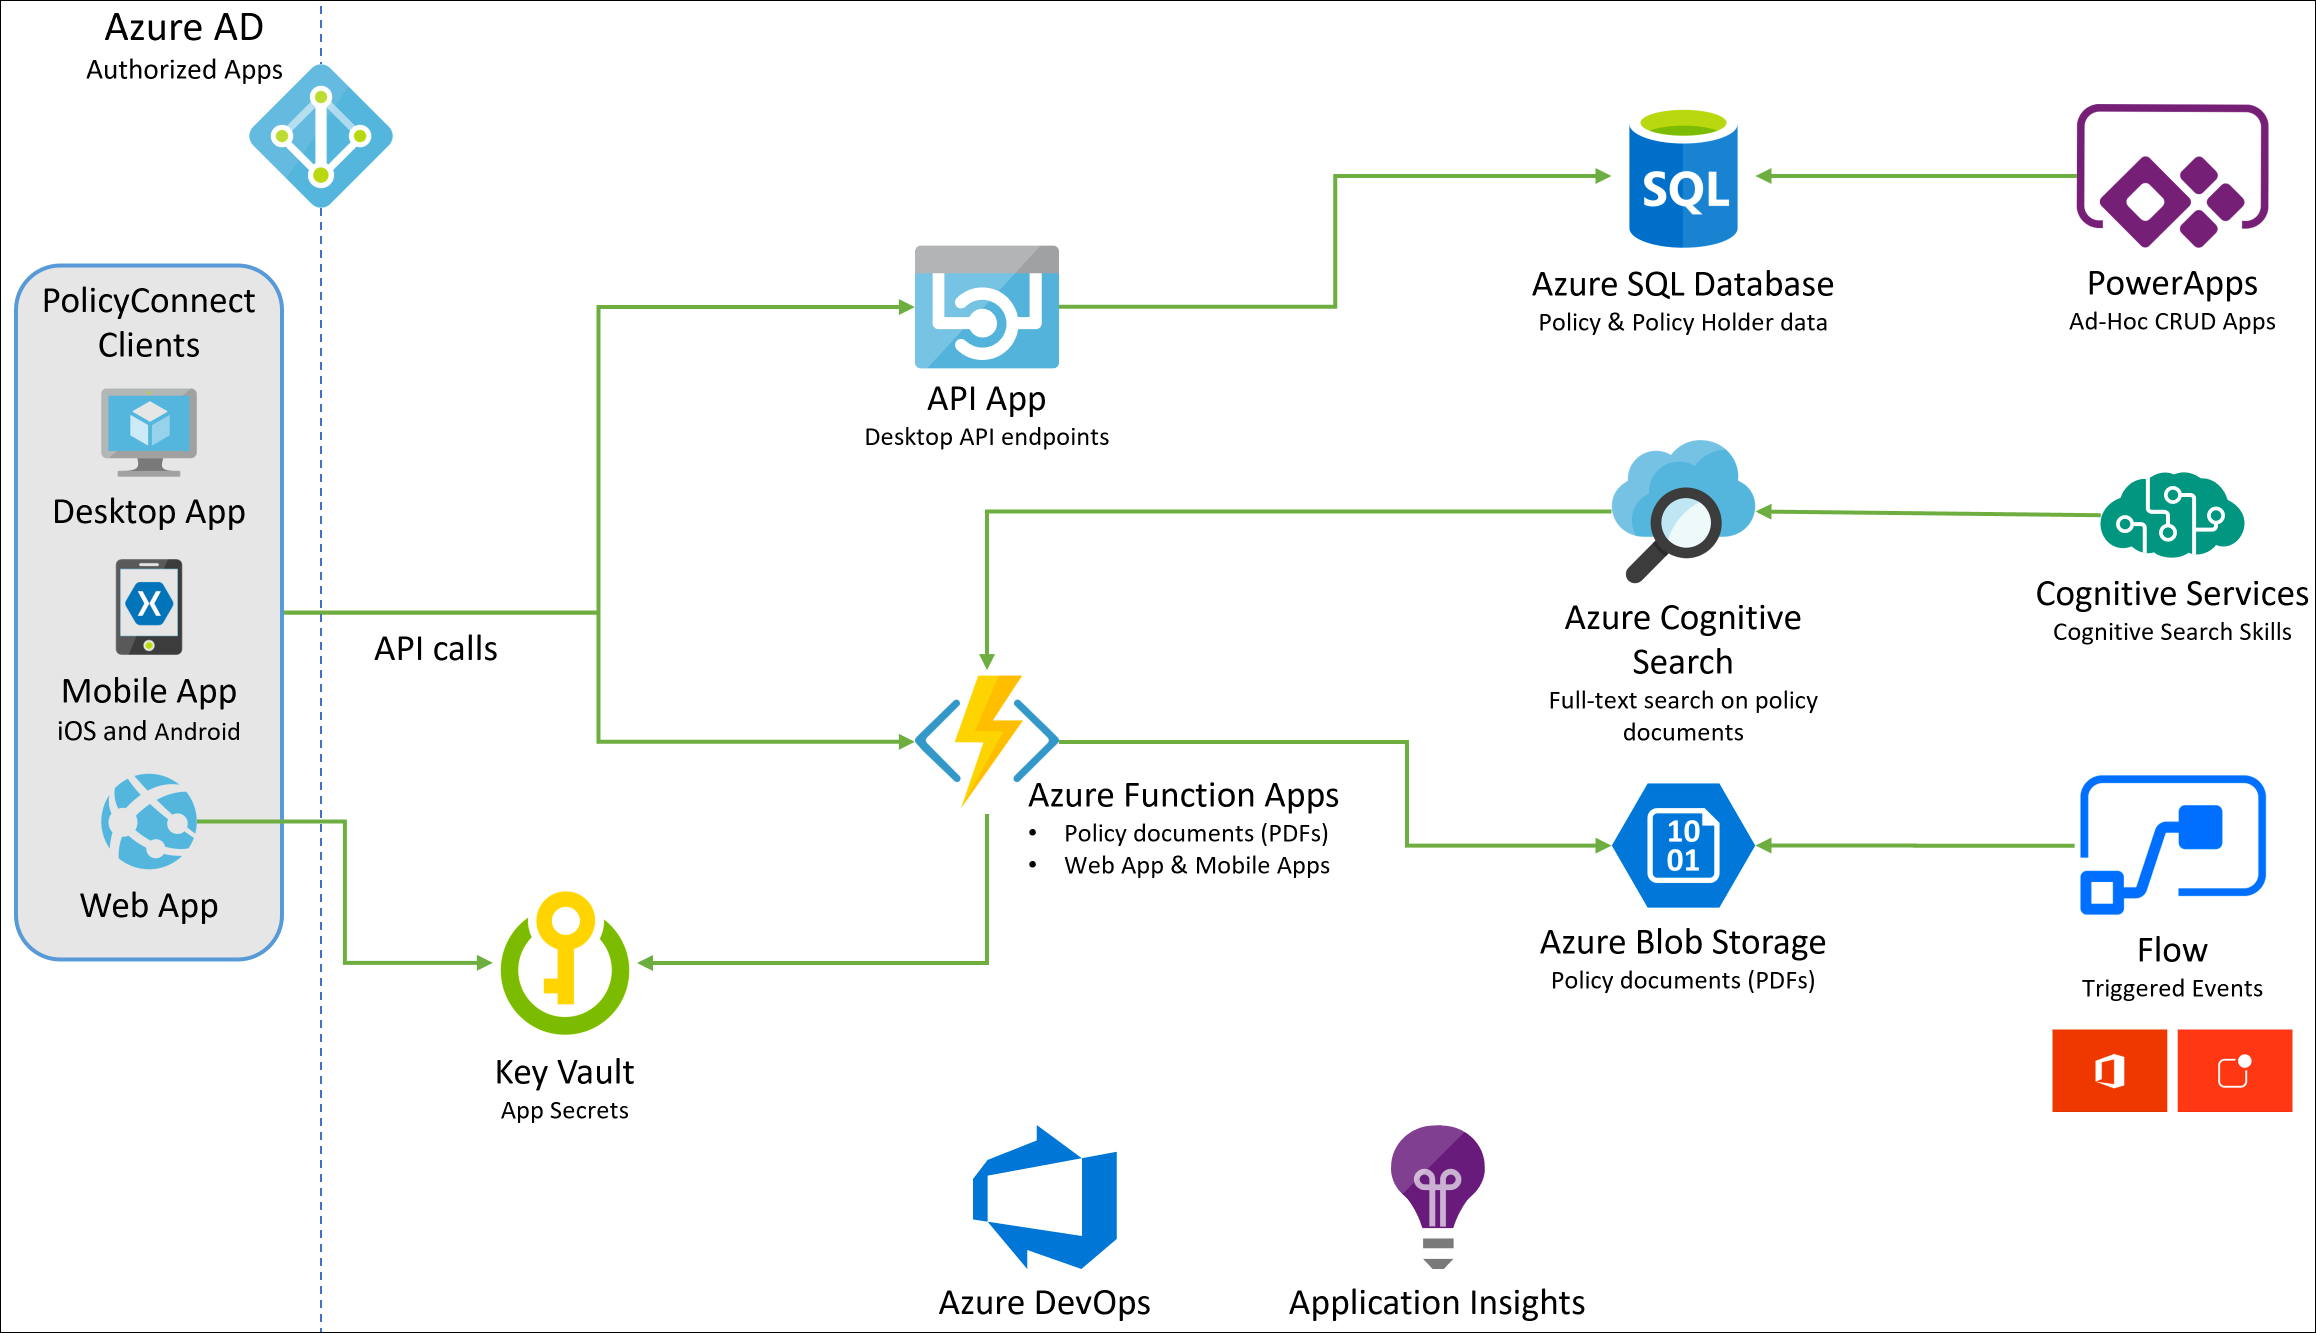 Azure AD
Authorized Apps
PolicyConnect
Clients
Desktop App
Mobile App
iOS and Android
Web App
API calls
API App
Desktop API endpoints
SQL
Azure SQL Database
Policy & Policy Holder data
PowerApps
Ad-Hoc CRUD Apps
Azure Cognitive
Search
Full-text search on policy
documents
Cognitive Services
Cognitive Search Skills
Azure Function Apps
• Policy documents (PDFs)
• Web App & Mobile Apps
10
01
Azure Blob Storage
Policy documents (PDFs)
Flow
Triggered Events
Key Vault
App Secrets
Azure DevOps
Application Insights